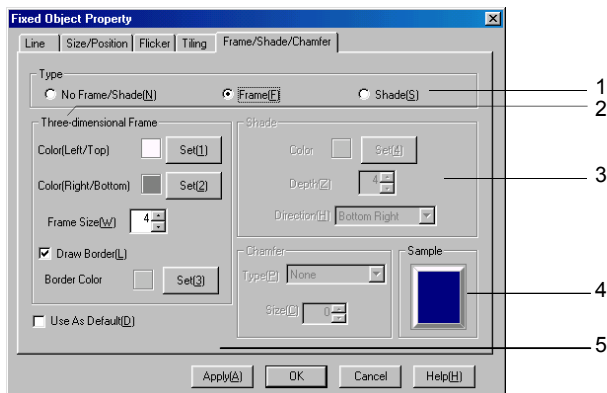 Fixed Object Property
Line Size/Position Flicker Tiling Frame/Shade/Chamfer
Type
No Frame/Shade(N) Frame(F) Shade(S) 1
2
Three-dimensional Frame Shade
Color(Left/Top) Set(1) Color Set(4)
Color(Right/Bottom) Set(2) Depth(Z) 4 3
Frame Size(W) 4 Direction(H) Bottom Right
Draw Border(L) Chamfer Sample
Border Color Set(3) Type(P) None 4
Size(C) 0
Use As Default(D)
5
Apply(A) OK Cancel Help(H)